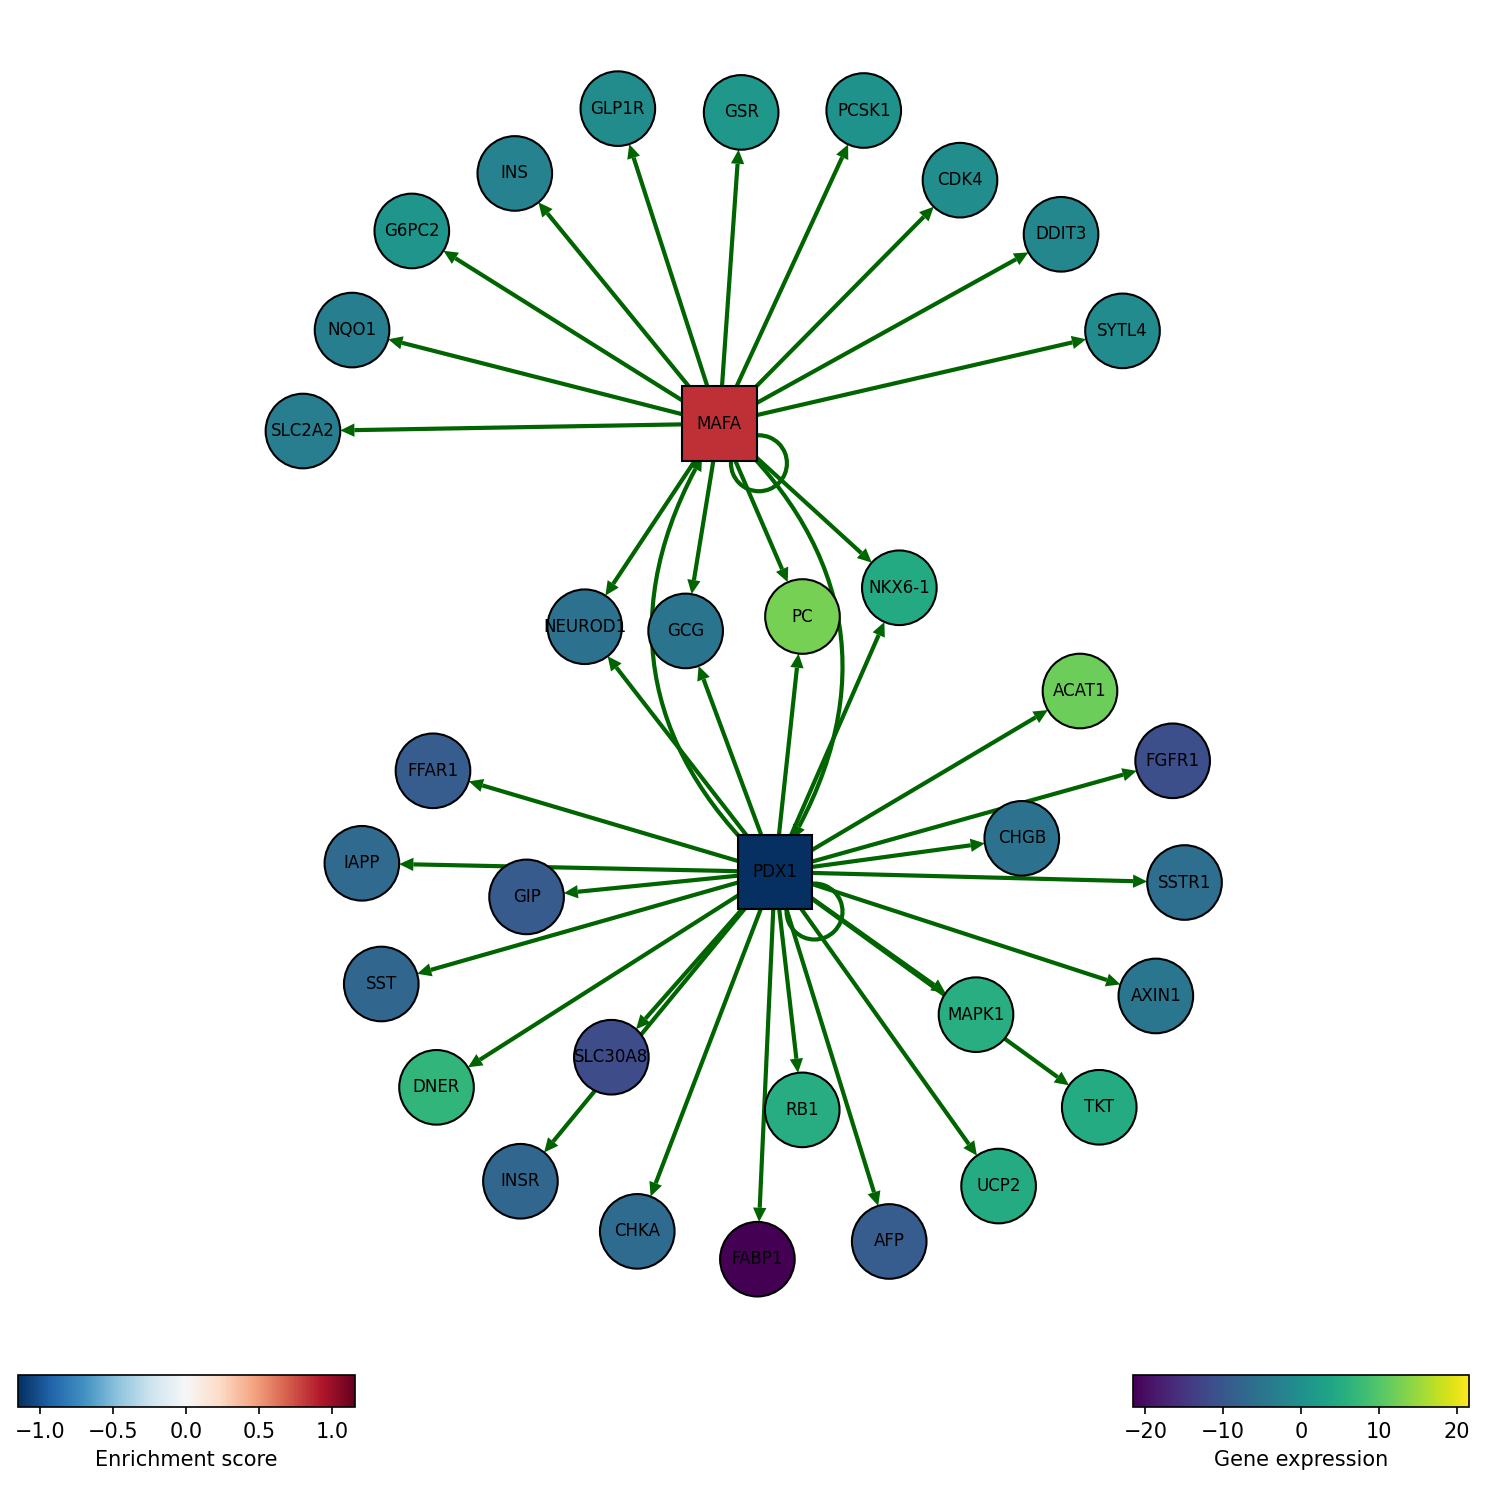 GLP1R
GSR
PCSK1
INS
CDK4
G6PC2
DDIT3
NQO1
SYTL4
SLC2A2
MAFA
NEUROD1
GCG
PC
NKX6-1
ACAT1
FFAR1
FGFR1
CHGB
IAPP
PDX1
GIP
SSTR1
SST
AXIN1
MAPK1
SLC30A8
DNER
RB1
TKT
INSR
UCP2
CHKA
FABP1
AFP
−1.0 −0.5 0.0 0.5 1.0
Enrichment score
−20 −10 0 10 20
Gene expression